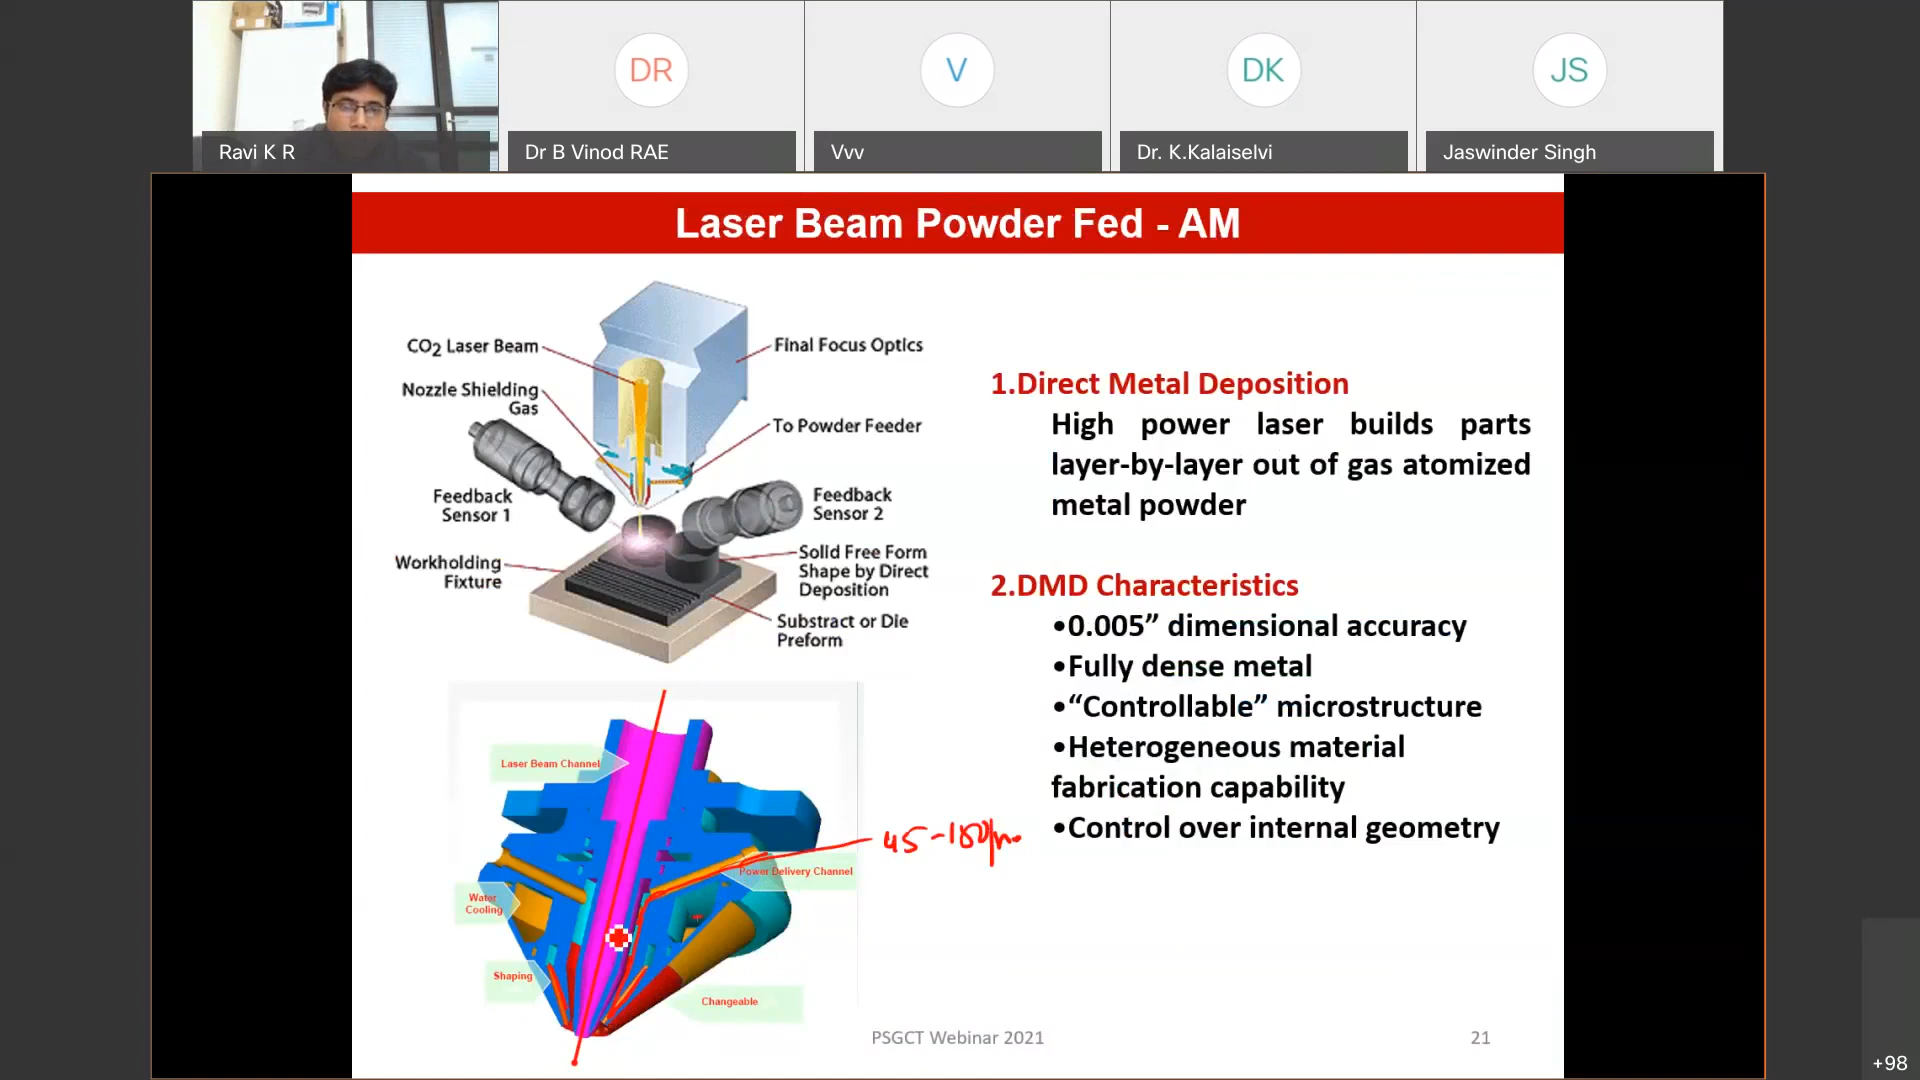 DR
V
DK
JS
Ravi K R
Dr B Vinod RAE
Vvv
Dr. K.Kalaiselvi
Jaswinder Singh
Laser Beam Powder Fed - AM
CO2 Laser Beam
Final Focus Optics
Nozzle Shielding
Gas
To Powder Feeder
Feedback
Sensor 1
Feedback
Sensor 2
Workholding
Fixture
Solid Free Form
Shape by Direct
Deposition
Substract or Die
Preform
1.Direct Metal Deposition
High power laser builds parts
layer-by-layer out of gas atomized
metal powder
2.DMD Characteristics
•0.005” dimensional accuracy
•Fully dense metal
•“Controllable” microstructure
•Heterogeneous material
fabrication capability
•Control over internal geometry
Laser Beam Channel
45-180
Power Delivery Channel
Water
Cooling
Shaping
Changeable
PSGCT Webinar 2021
21
+98